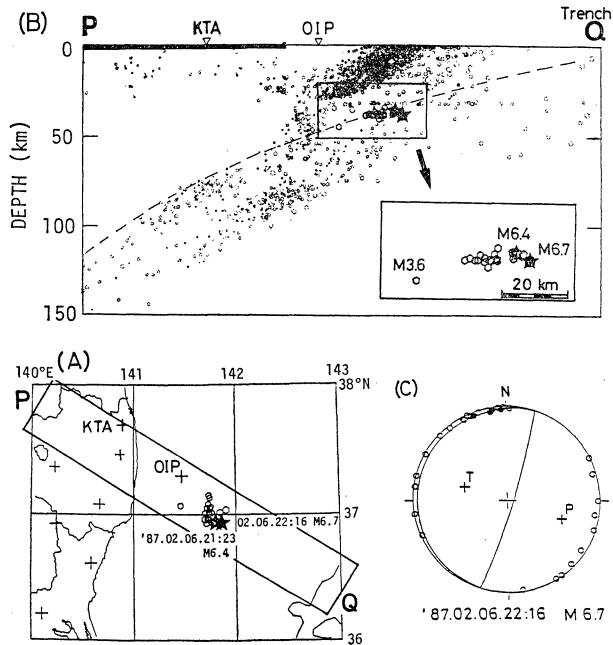 (B)
P KTA OIP Trench Q
0
50
100
150
DEPTH (km)
M6.4
M6.7
M3.6
20 km
(A)
140°E 141 142 143
38°N
P
KTA
OIP
37
02.06.22:16 M6.7
'87.02.06.21:23
M6.4
Q
36
(C)
N
T
P
'87.02.06.22:16 M 6.7